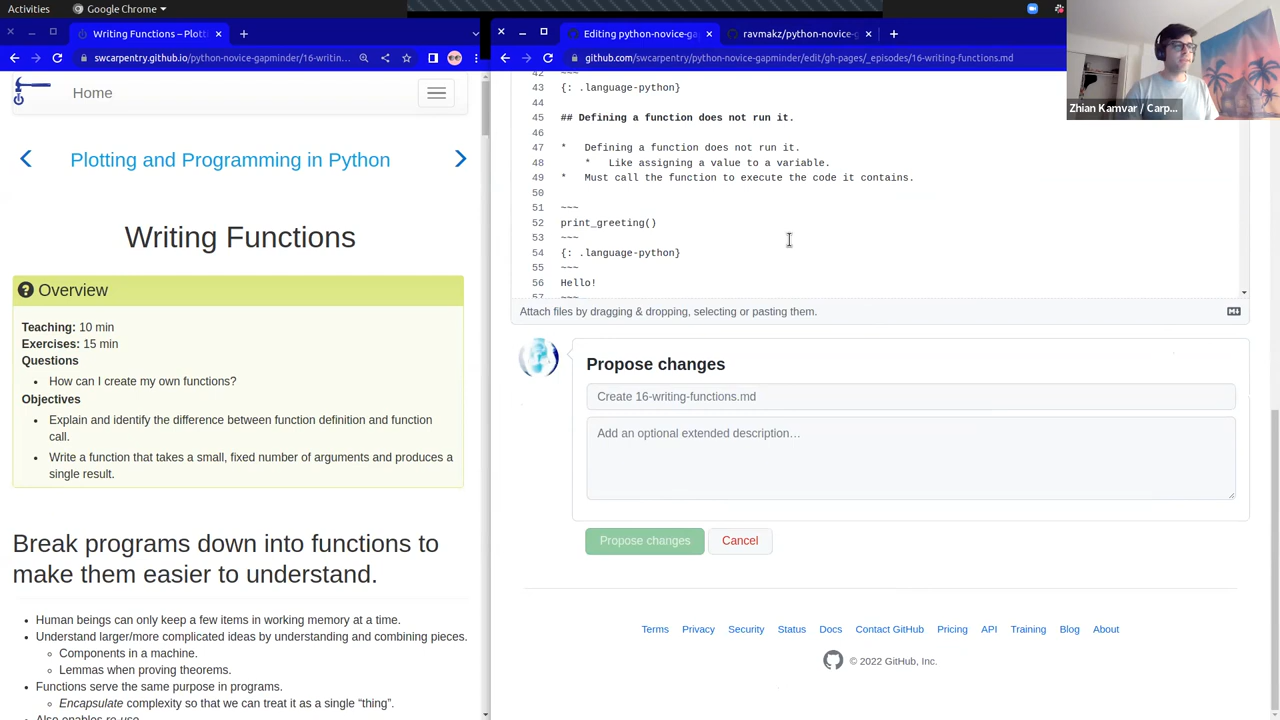 Activities
Google Chrome
Writing Functions – Plott
swcarpentry.github.io/python-novice-gapminder/16-writin...
Home
Plotting and Programming in Python
Writing Functions
Overview
Teaching: 10 min
Exercises: 15 min
Questions
How can I create my own functions?
Objectives
Explain and identify the difference between function definition and function
call.
Write a function that takes a small, fixed number of arguments and produces a
single result.
Break programs down into functions to
make them easier to understand.
Human beings can only keep a few items in working memory at a time.
Understand larger/more complicated ideas by understanding and combining pieces.
Components in a machine.
Lemmas when proving theorems.
Functions serve the same purpose in programs.
Encapsulate complexity so that we can treat it as a single “thing”.
Also enables re-use.
Editing python-novice-ga
ravmakz/python-novice-g
github.com/swcarpentry/python-novice-gapminder/edit/gh-pages/_episodes/16-writing-functions.md
42 ~~~
43 {: .language-python}
44
45 ## Defining a function does not run it.
46
47 * Defining a function does not run it.
48 * Like assigning a value to a variable.
49 * Must call the function to execute the code it contains.
50
51 ~~~
52 print_greeting()
53 ~~~
54 {: .language-python}
55 ~~~
56 Hello!
57 ~~~
Attach files by dragging & dropping, selecting or pasting them.
Propose changes
Create 16-writing-functions.md
Add an optional extended description…
Propose changes
Cancel
Terms Privacy Security Status Docs Contact GitHub Pricing API Training Blog About
© 2022 GitHub, Inc.
Zhian Kamvar / Carp...